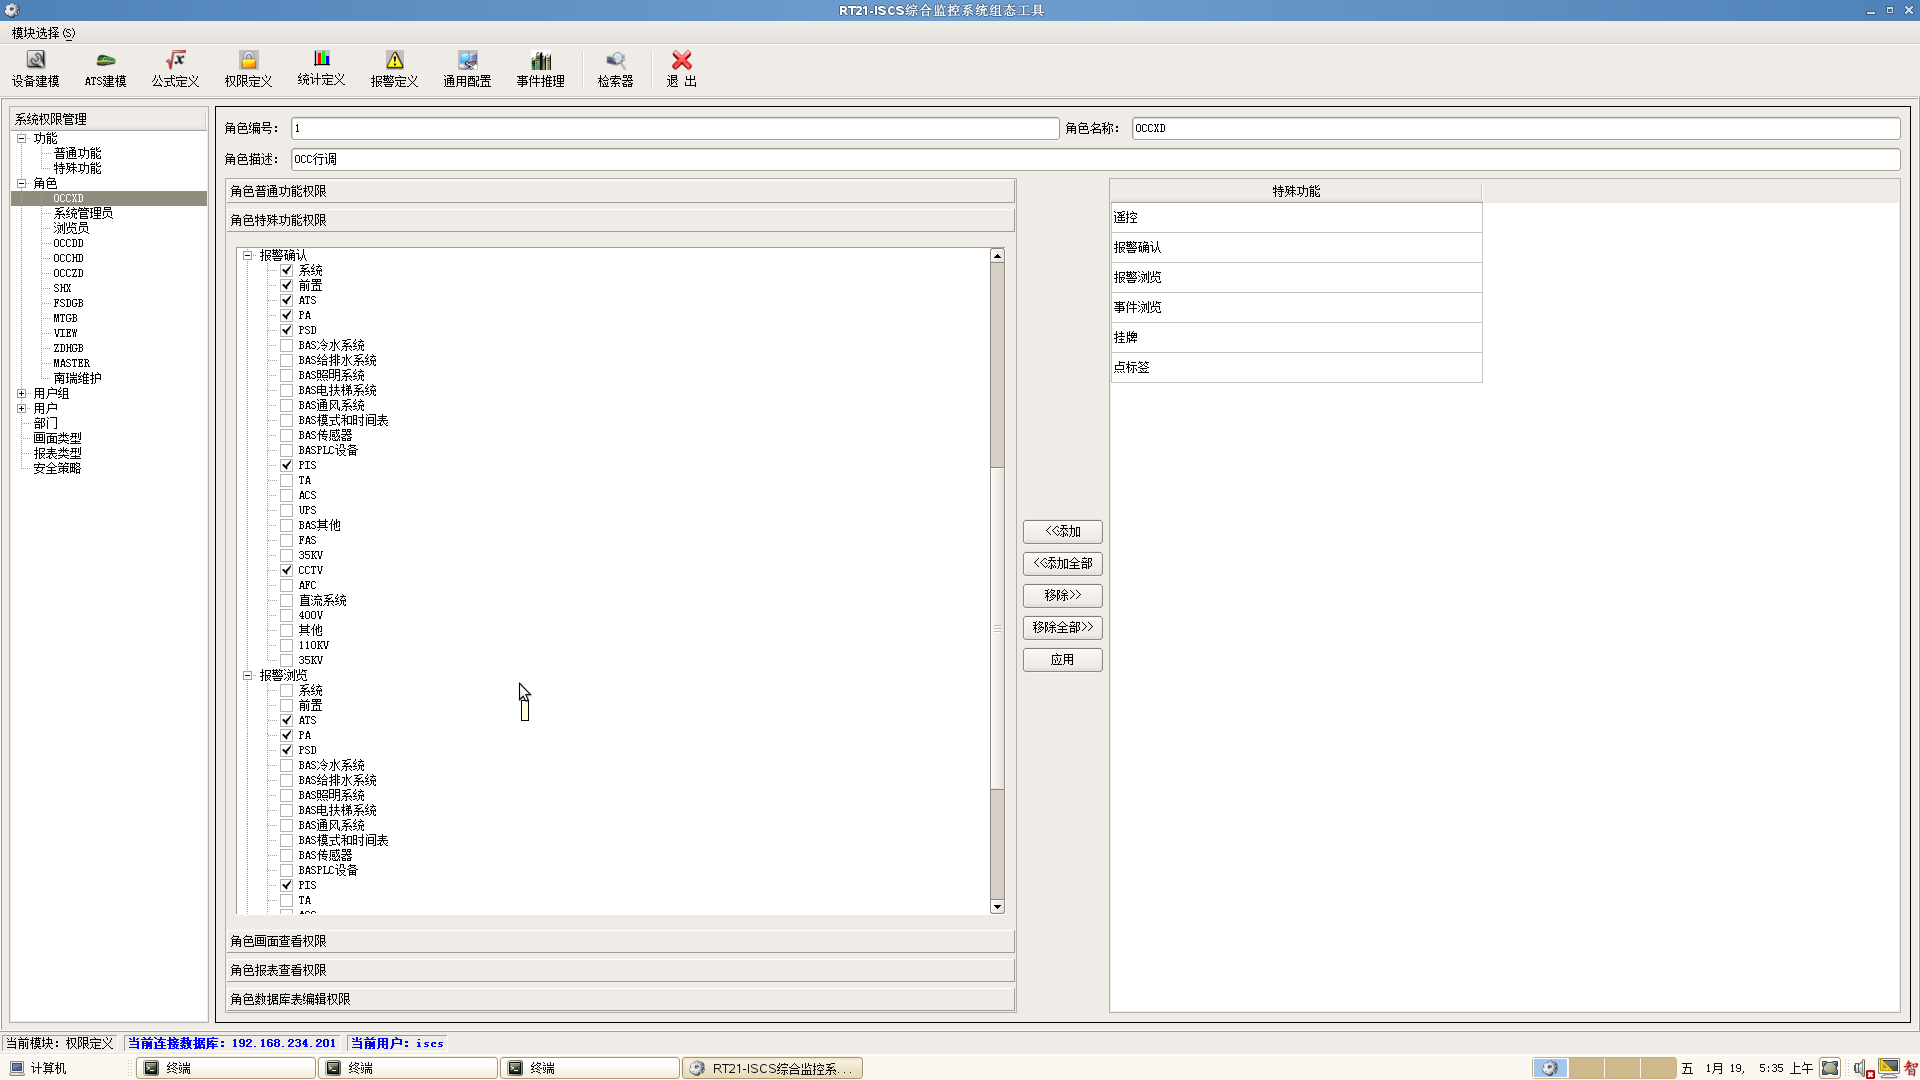 RT21-ISCS综合监控系统组态工具
模块选择 (S)
设备建模 ATS建模 公式定义 权限定义 统计定义 报警定义 通用配置 事件推理 检索器 退 出
系统权限管理
功能
普通功能
特殊功能
角色
OCCXD
系统管理员
浏览员
OCCDD
OCCHD
OCCZD
SHX
FSDGB
MTGB
VIEW
ZDHGB
MASTER
南瑞维护
用户组
用户
部门
画面类型
报表类型
安全策略
角色编号: 1 角色名称: OCCXD
角色描述: OCC行调
角色普通功能权限
角色特殊功能权限
报警确认
系统
前置
ATS
PA
PSD
BAS冷水系统
BAS给排水系统
BAS照明系统
BAS电扶梯系统
BAS通风系统
BAS模式和时间表
BAS传感器
BASPLC设备
PIS
TA
ACS
UPS
BAS其他
FAS
35KV
CCTV
AFC
直流系统
400V
其他
110KV
35KV
报警浏览
系统
前置
ATS
PA
PSD
BAS冷水系统
BAS给排水系统
BAS照明系统
BAS电扶梯系统
BAS通风系统
BAS模式和时间表
BAS传感器
BASPLC设备
PIS
TA
角色画面查看权限
角色报表查看权限
角色数据库表编辑权限
<<添加
<<添加全部
移除>>
移除全部>>
应用
特殊功能
遥控
报警确认
报警浏览
事件浏览
挂牌
点标签
当前模块: 权限定义 当前连接数据库: 192.168.234.201 当前用户: iscs
计算机 终端 终端 终端 RT21-ISCS综合监控系... 五 1月 19, 5:35 上午 智